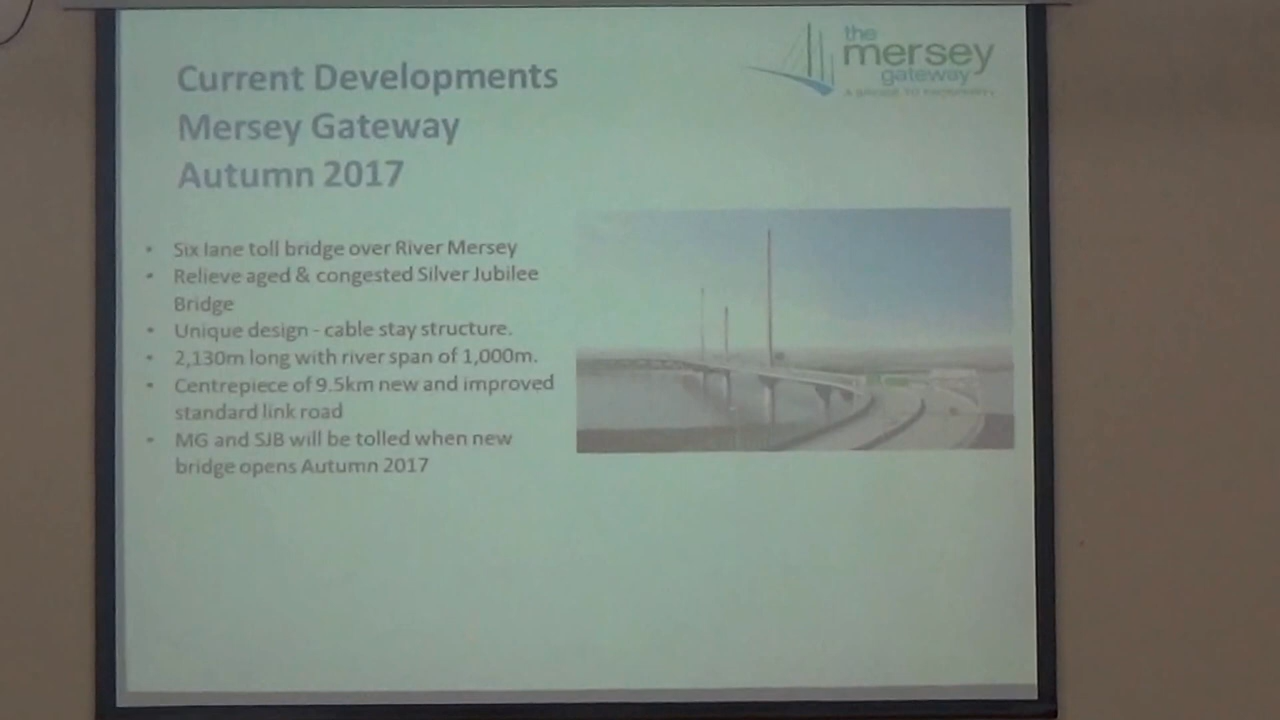 Current Developments
Mersey Gateway
Autumn 2017
the
mersey
gateway
• Six lane toll bridge over River Mersey
• Relieve aged & congested Silver Jubilee
Bridge
• Unique design - cable stay structure.
• 2,130m long with river span of 1,000m.
• Centrepiece of 9.5km new and improved
standard link road
• MG and SJB will be tolled when new
bridge opens Autumn 2017